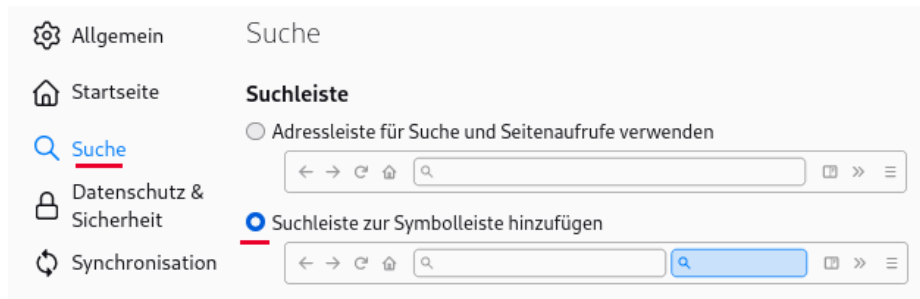 Allgemein
Startseite
Suche
Datenschutz &
Sicherheit
Synchronisation
Suche
Suchleiste
Adressleiste für Suche und Seitenaufrufe verwenden
Suchleiste zur Symbolleiste hinzufügen